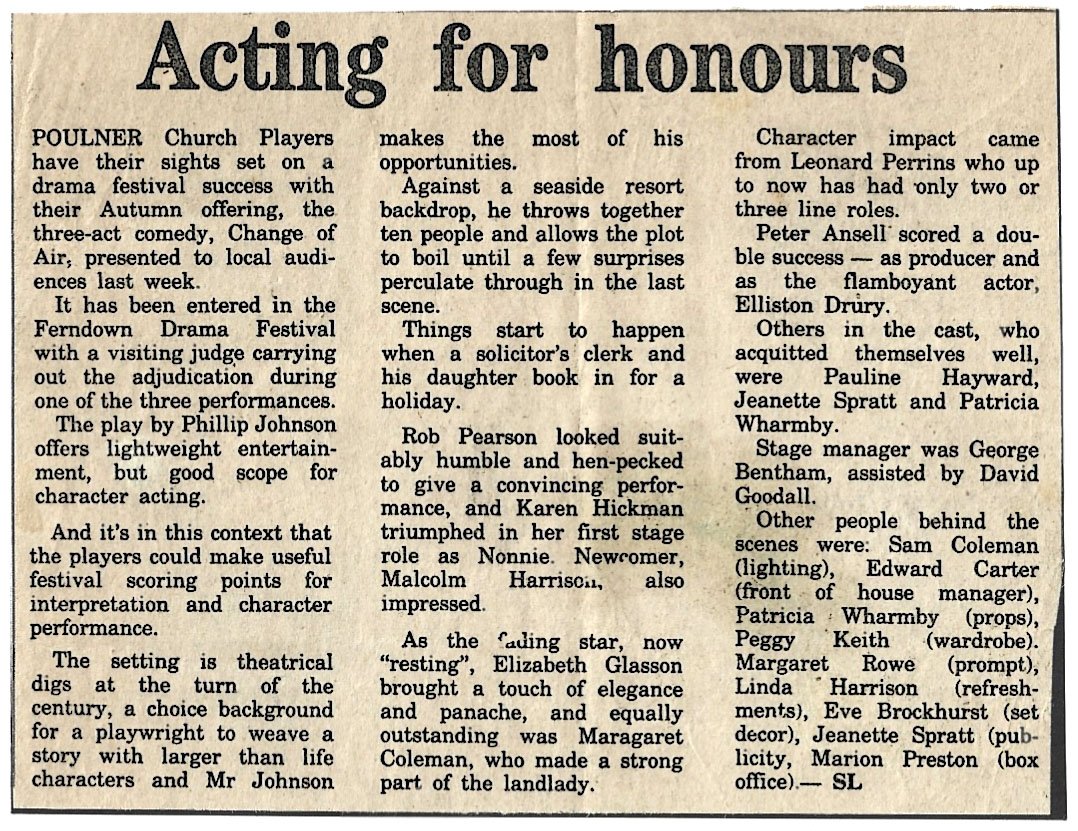 Acting for honours
POULNER Church Players
have their sights set on a
drama festival success with
their Autumn offering, the
three-act comedy, Change of
Air, presented to local audi-
ences last week.
It has been entered in the
Ferndown Drama Festival
with a visiting judge carrying
out the adjudication during
one of the three performances.
The play by Phillip Johnson
offers lightweight entertain-
ment, but good scope for
character acting.
And it's in this context that
the players could make useful
festival scoring points for
interpretation and character
performance.
The setting is theatrical
digs at the turn of the
century, a choice background
for a playwright to weave a
story with larger than life
characters and Mr Johnson
makes the most of his
opportunities.
Against a seaside resort
backdrop, he throws together
ten people and allows the plot
to boil until a few surprises
perculate through in the last
scene.
Things start to happen
when a solicitor's clerk and
his daughter book in for a
holiday.
Rob Pearson looked suit-
ably humble and hen-pecked
to give a convincing perfor-
mance, and Karen Hickman
triumphed in her first stage
role as Nonnie. Newcomer,
Malcolm Harrison, also
impressed.
As the fading star, now
"resting", Elizabeth Glasson
brought a touch of elegance
and panache, and equally
outstanding was Maragaret
Coleman, who made a strong
part of the landlady.
Character impact came
from Leonard Perrins who up
to now has had only two or
three line roles.
Peter Ansell scored a dou-
ble success — as producer and
as the flamboyant actor,
Elliston Drury.
Others in the cast, who
acquitted themselves well,
were Pauline Hayward,
Jeanette Spratt and Patricia
Wharmby.
Stage manager was George
Bentham, assisted by David
Goodall.
Other people behind the
scenes were: Sam Coleman
(lighting), Edward Carter
(front of house manager),
Patricia Wharmby (props),
Peggy Keith (wardrobe).
Margaret Rowe (prompt),
Linda Harrison (refresh-
ments), Eve Brockhurst (set
decor), Jeanette Spratt (pub-
licity, Marion Preston (box
office).— SL